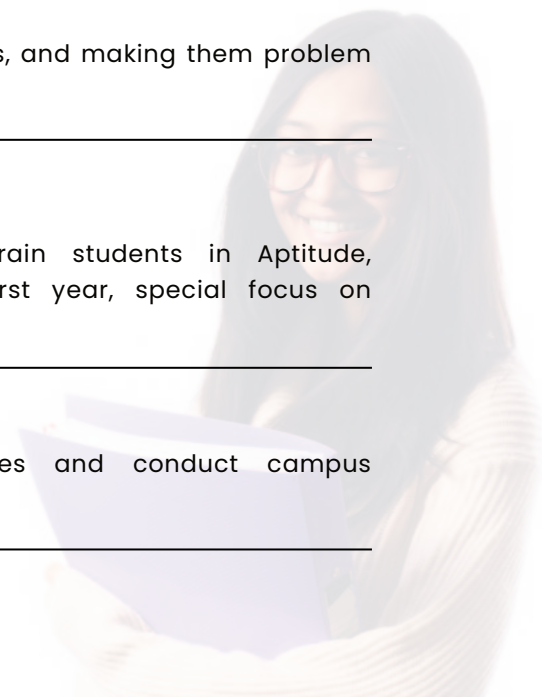 s, and making them problem
rain students in Aptitude,
rst year, special focus on
es and conduct campus